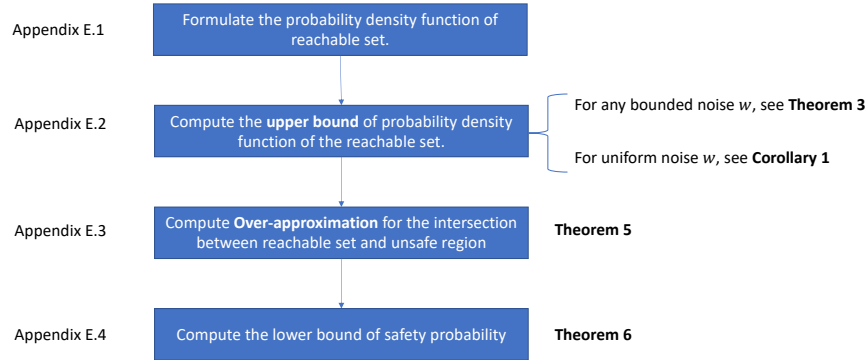 Appendix E.1
Formulate the probability density function of
reachable set.
Appendix E.2
Compute the upper bound of probability density
function of the reachable set.
For any bounded noise w, see Theorem 3
For uniform noise w, see Corollary 1
Appendix E.3
Compute Over-approximation for the intersection
between reachable set and unsafe region
Theorem 5
Appendix E.4
Compute the lower bound of safety probability
Theorem 6